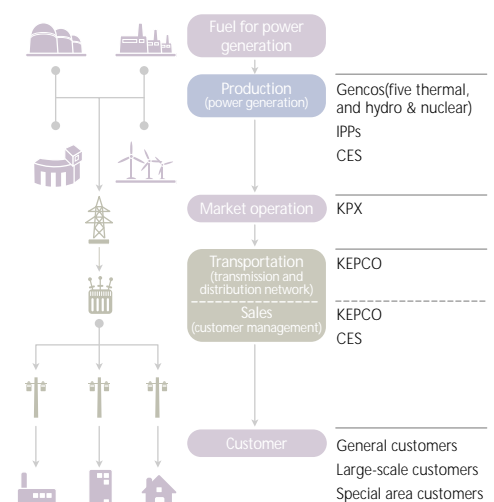 Fuel for power
generation
Production
(power generation)
Gencos(five thermal,
and hydro & nuclear)
IPPs
CES
Market operation
KPX
Transportation
(transmission and
distribution network)
KEPCO
Sales
(customer management)
KEPCO
CES
Customer
General customers
Large-scale customers
Special area customers